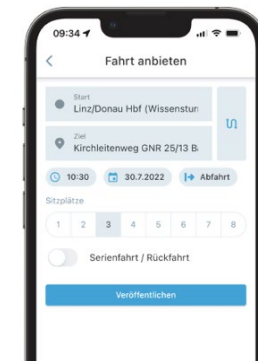 09:34
Fahrt anbieten
Start
Linz/Donau Hbf (Wissenstur
Ziel
Kirchleitenweg GNR 25/13 B
10:30 30.7.2022 Abfahrt
Sitzplätze
1 2 3 4 5 6 7 8
Serienfahrt / Rückfahrt
Veröffentlichen